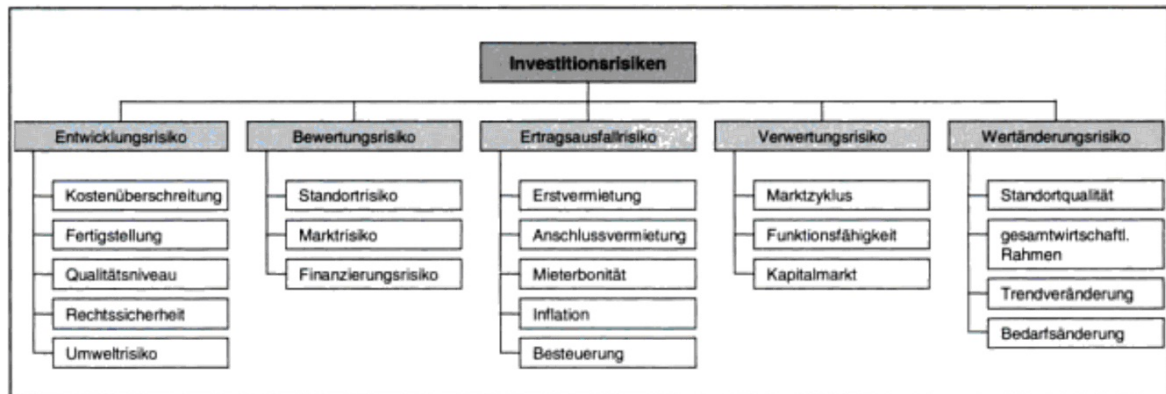 Investitionsrisiken
Entwicklungsrisiko
Kostenüberschreitung
Fertigstellung
Qualitätsniveau
Rechtssicherheit
Umweltrisiko
Bewertungsrisiko
Standortrisiko
Marktrisiko
Finanzierungsrisiko
Ertragsausfallrisiko
Erstvermietung
Anschlussvermietung
Mieterbonität
Inflation
Besteuerung
Verwertungsrisiko
Marktzyklus
Funktionsfähigkeit
Kapitalmarkt
Wertänderungsrisiko
Standortqualität
gesamtwirtschaftl.
Rahmen
Trendveränderung
Bedarfsänderung